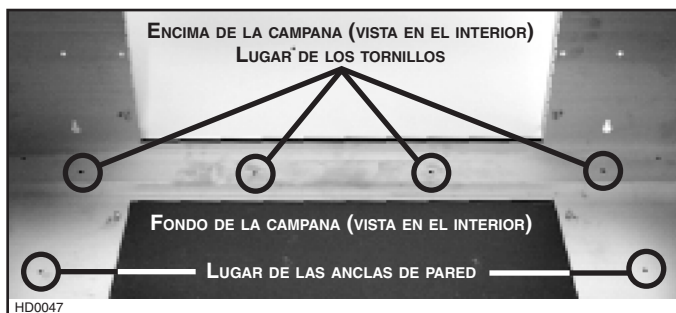 ENCIMA DE LA CAMPANA (VISTA EN EL INTERIOR)
LUGAR DE LOS TORNILLOS
FONDO DE LA CAMPANA (VISTA EN EL INTERIOR)
LUGAR DE LAS ANCLAS DE PARED
HD0047